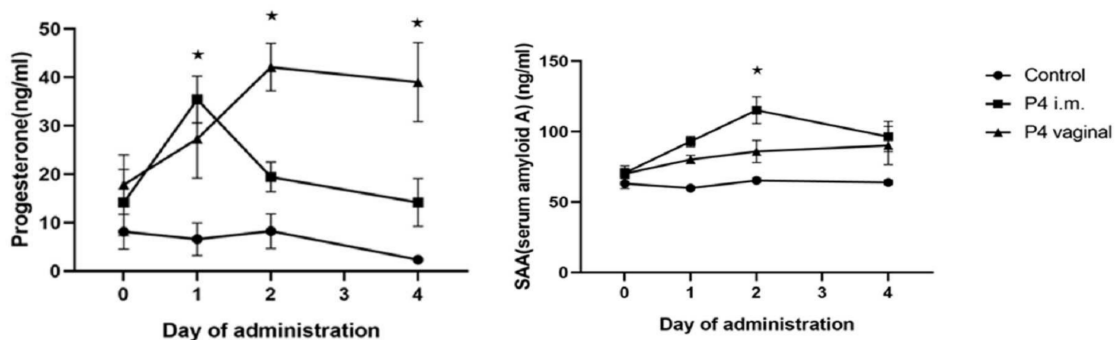 Progesterone(ng/ml)
50
40
30
20
10
0
★
★
★
0 1 2 3 4
Day of administration
SAA(serum amyloid A) (ng/ml)
150
100
50
0
★
0 1 2 3 4
Day of administration
Control
P4 i.m.
P4 vaginal